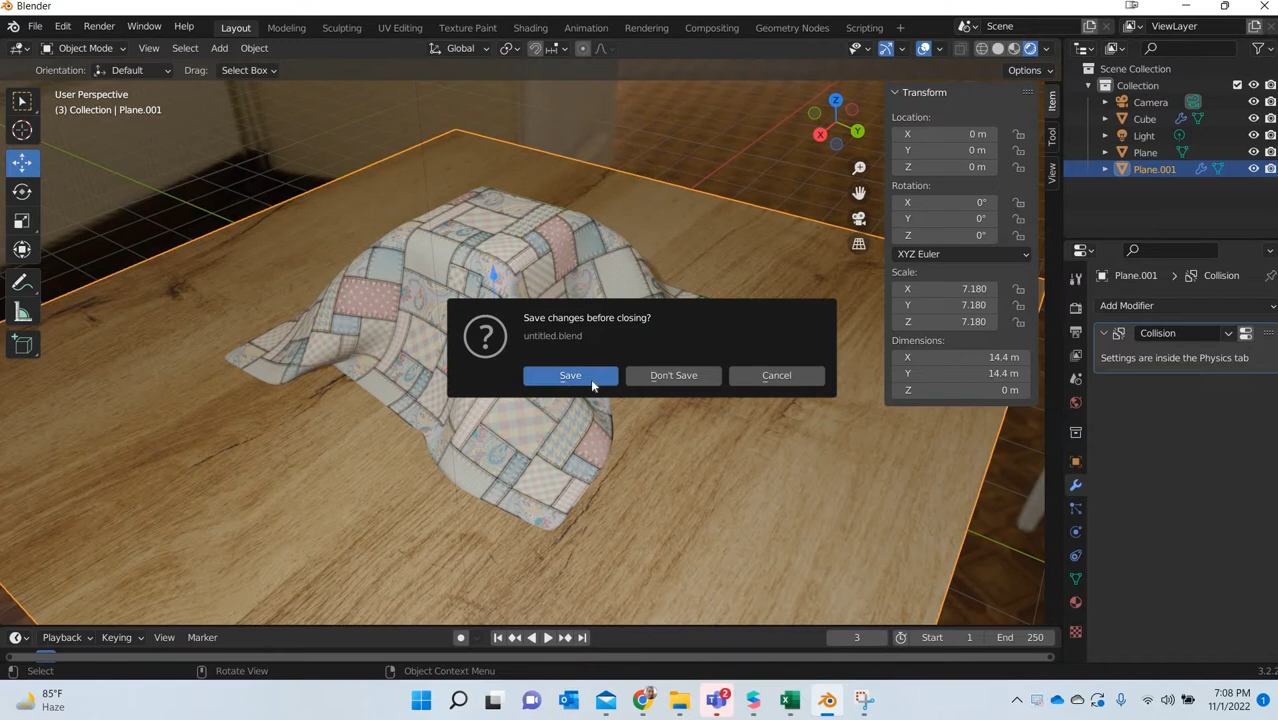 Blender
File Edit Render Window Help Layout Modeling Sculpting UV Editing Texture Paint Shading Animation Rendering Compositing Geometry Nodes Scripting + Scene ViewLayer
Object Mode View Select Add Object Global
Orientation: Default Drag: Select Box Options
User Perspective
(3) Collection | Plane.001
Z
Y
X
Transform
Location:
X 0 m
Y 0 m
Z 0 m
Rotation:
X 0°
Y 0°
Z 0°
XYZ Euler
Scale:
X 7.180
Y 7.180
Z 7.180
Dimensions:
X 14.4 m
Y 14.4 m
Z 0 m
Item
Tool
View
Scene Collection
Collection
Camera
Cube
Light
Plane
Plane.001
Plane.001 > Collision
Add Modifier
Collision
Settings are inside the Physics tab
Save changes before closing?
untitled.blend
Save Don't Save Cancel
Playback Keying View Marker 3 Start 1 End 250
Select Rotate View Object Context Menu 3.2.2
85°F
Haze
2
7:08 PM
11/1/2022
1